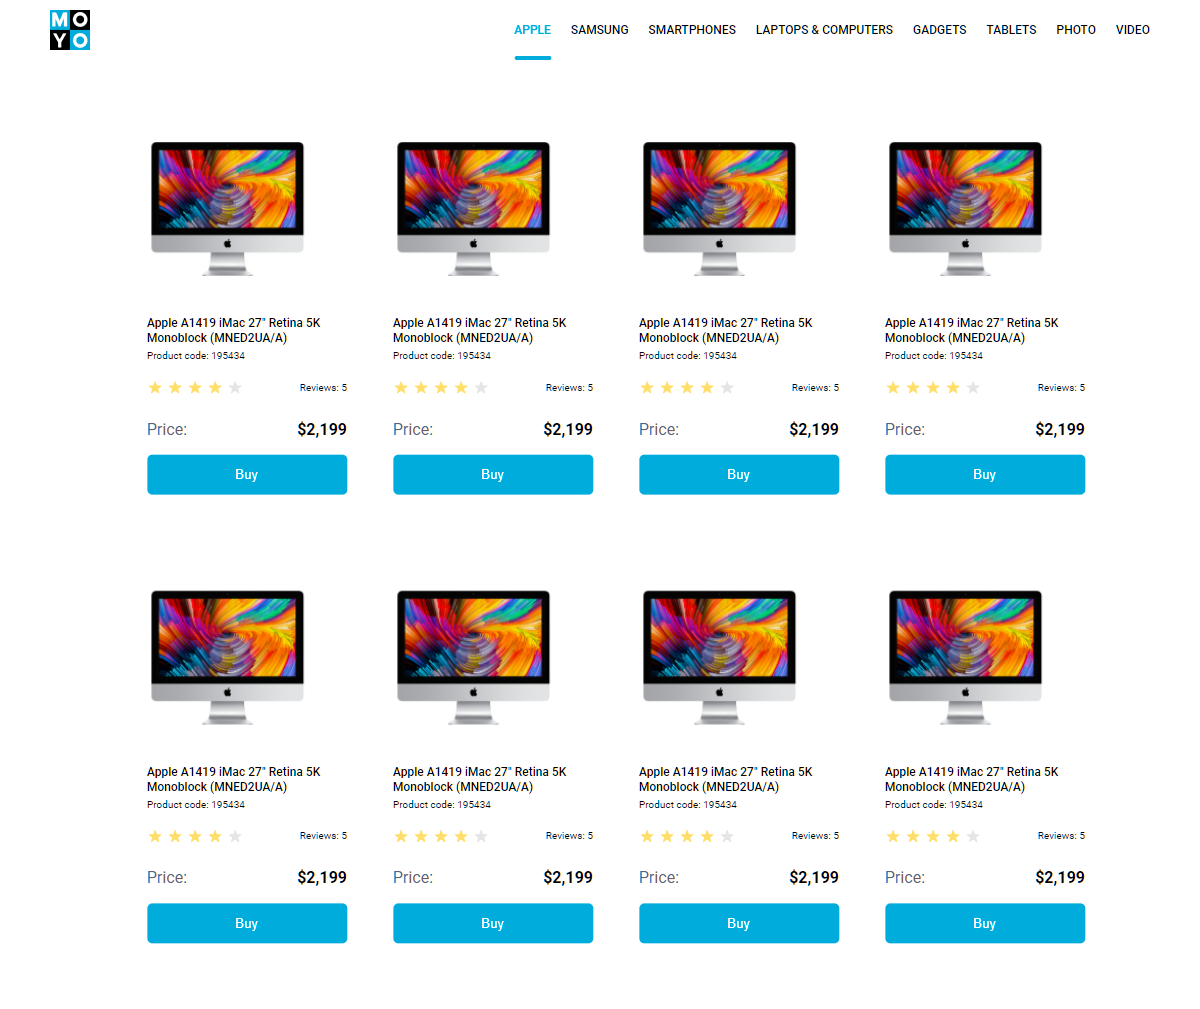 MO
YO
APPLE SAMSUNG SMARTPHONES LAPTOPS & COMPUTERS GADGETS TABLETS PHOTO VIDEO
Apple A1419 iMac 27" Retina 5K
Monoblock (MNED2UA/A)
Product code: 195434
Reviews: 5
Price: $2,199
Buy
Apple A1419 iMac 27" Retina 5K
Monoblock (MNED2UA/A)
Product code: 195434
Reviews: 5
Price: $2,199
Buy
Apple A1419 iMac 27" Retina 5K
Monoblock (MNED2UA/A)
Product code: 195434
Reviews: 5
Price: $2,199
Buy
Apple A1419 iMac 27" Retina 5K
Monoblock (MNED2UA/A)
Product code: 195434
Reviews: 5
Price: $2,199
Buy
Apple A1419 iMac 27" Retina 5K
Monoblock (MNED2UA/A)
Product code: 195434
Reviews: 5
Price: $2,199
Buy
Apple A1419 iMac 27" Retina 5K
Monoblock (MNED2UA/A)
Product code: 195434
Reviews: 5
Price: $2,199
Buy
Apple A1419 iMac 27" Retina 5K
Monoblock (MNED2UA/A)
Product code: 195434
Reviews: 5
Price: $2,199
Buy
Apple A1419 iMac 27" Retina 5K
Monoblock (MNED2UA/A)
Product code: 195434
Reviews: 5
Price: $2,199
Buy